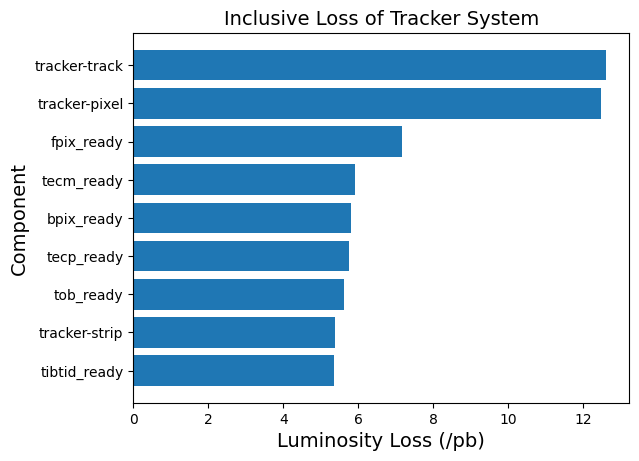 Inclusive Loss of Tracker System
tracker-track
tracker-pixel
fpix_ready
tecm_ready
bpix_ready
tecp_ready
tob_ready
tracker-strip
tibtid_ready
Component
0 2 4 6 8 10 12
Luminosity Loss (/pb)